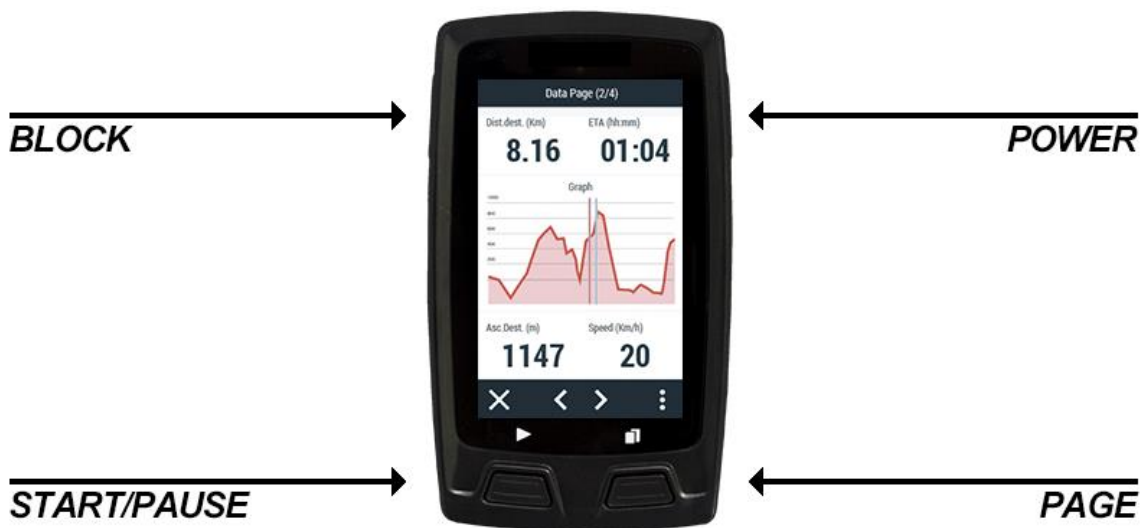 BLOCK
POWER
START/PAUSE
PAGE
Data Page (2/4)
Dist.dest. (Km) ETA (hh:mm)
8.16 01:04
Graph
1000
Asc.Dest. (m) Speed (Km/h)
1147 20